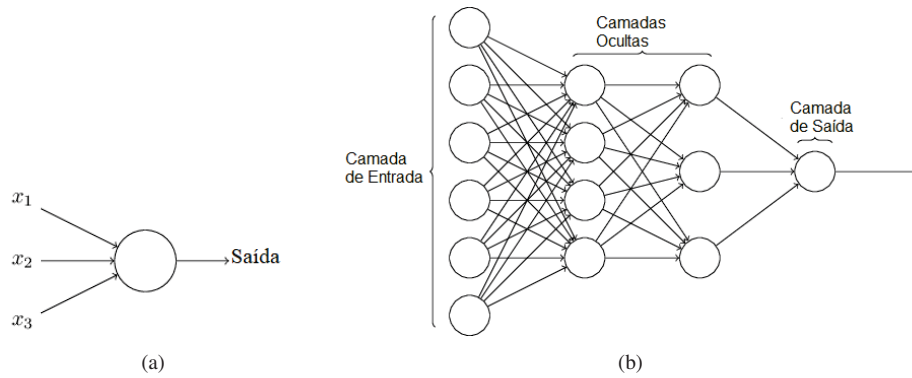 x1
x2
x3
Saída
(a)
Camadas
Ocultas
Camada
de Saída
Camada
de Entrada
(b)